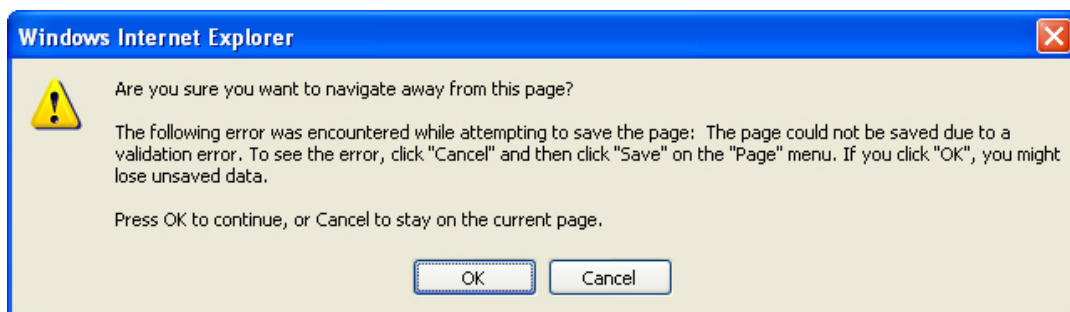 Windows Internet Explorer
Are you sure you want to navigate away from this page?
The following error was encountered while attempting to save the page:  The page could not be saved due to a
validation error. To see the error, click "Cancel" and then click "Save" on the "Page" menu. If you click "OK", you might
lose unsaved data.
Press OK to continue, or Cancel to stay on the current page.
OK
Cancel